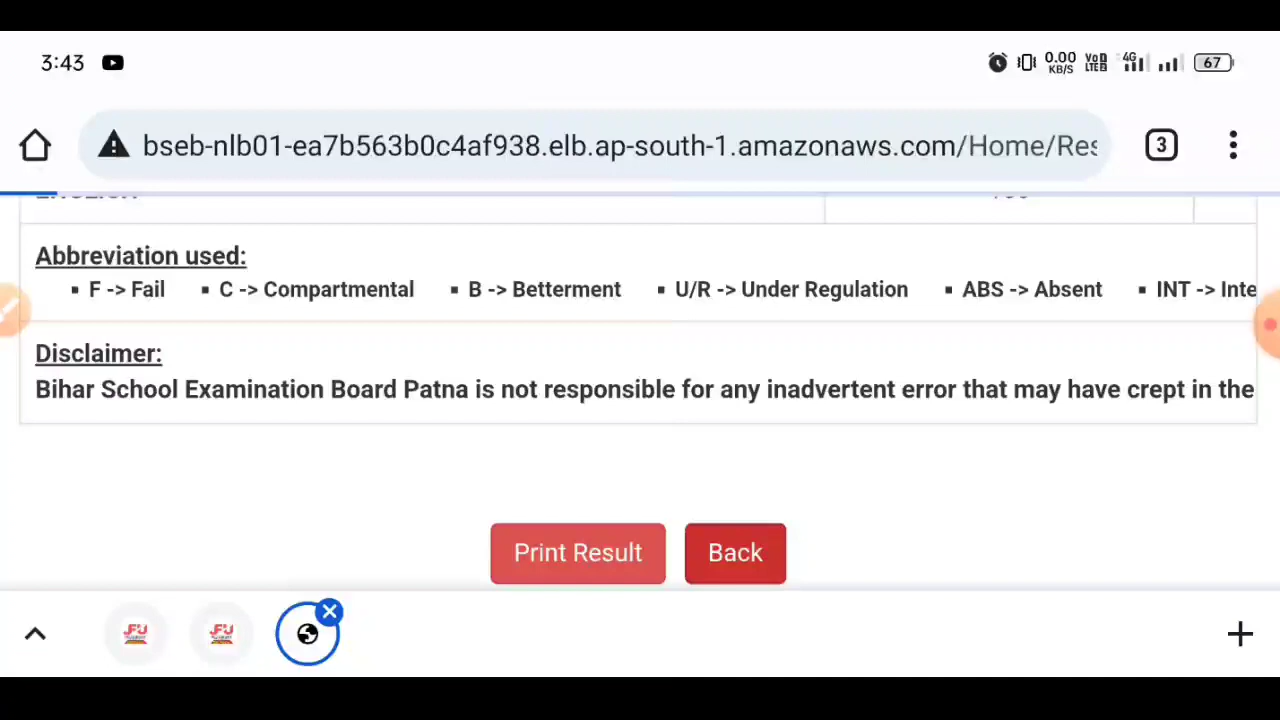 3:43
0.00
KB/S
Vo
LTE2
4G
67
bseb-nlb01-ea7b563b0c4af938.elb.ap-south-1.amazonaws.com/Home/Res
3
Abbreviation used:
▪ F -> Fail ▪ C -> Compartmental ▪ B -> Betterment ▪ U/R -> Under Regulation ▪ ABS -> Absent ▪ INT -> Inte
Disclaimer:
Bihar School Examination Board Patna is not responsible for any inadvertent error that may have crept in the
Print Result Back